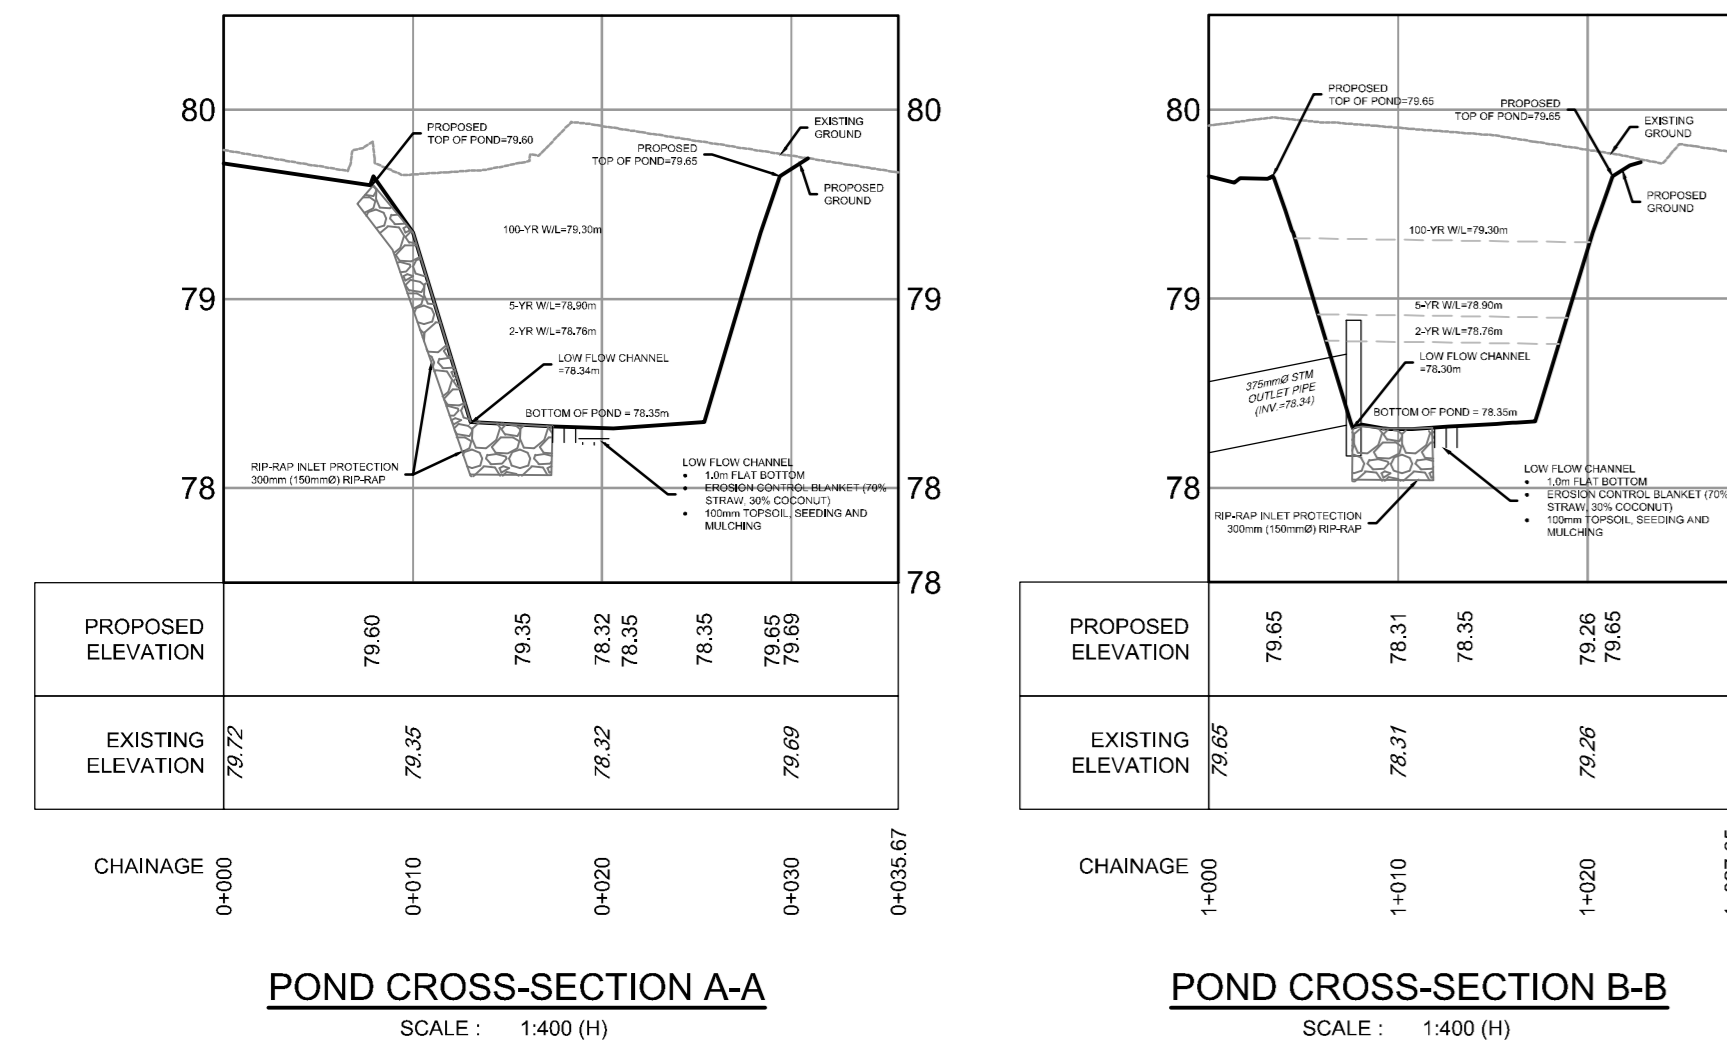 80
80
PROPOSED
TOP OF POND=79.60
PROPOSED
TOP OF POND=79.65
EXISTING
GROUND
PROPOSED
GROUND
100-YR W/L=79.30m
79
79
5-YR W/L=78.90m
2-YR W/L=78.76m
LOW FLOW CHANNEL
=78.34m
BOTTOM OF POND = 78.35m
RIP-RAP INLET PROTECTION
300mm (150mmØ) RIP-RAP
LOW FLOW CHANNEL
• 1.0m FLAT BOTTOM
• EROSION CONTROL BLANKET (70%
STRAW, 30% COCONUT)
• 100mm TOPSOIL, SEEDING AND
MULCHING
78
78
78
PROPOSED
ELEVATION
79.60
79.35
78.32
78.35
78.35
79.65
79.69
EXISTING
ELEVATION
79.72
79.35
78.32
79.69
CHAINAGE
0+000
0+010
0+020
0+030
0+035.67
POND CROSS-SECTION A-A
SCALE : 1:400 (H)
80
PROPOSED
TOP OF POND=79.65
PROPOSED
TOP OF POND=79.65
EXISTING
GROUND
PROPOSED
GROUND
100-YR W/L=79.30m
79
5-YR W/L=78.90m
2-YR W/L=78.76m
LOW FLOW CHANNEL
=78.30m
375mmØ STM
OUTLET PIPE
(INV.=78.34)
BOTTOM OF POND = 78.35m
78
RIP-RAP INLET PROTECTION
300mm (150mmØ) RIP-RAP
LOW FLOW CHANNEL
• 1.0m FLAT BOTTOM
• EROSION CONTROL BLANKET (70%
STRAW, 30% COCONUT)
• 100mm TOPSOIL, SEEDING AND
MULCHING
PROPOSED
ELEVATION
79.65
78.31
78.35
79.26
79.65
EXISTING
ELEVATION
79.65
78.31
79.26
CHAINAGE
1+000
1+010
1+020
POND CROSS-SECTION B-B
SCALE : 1:400 (H)